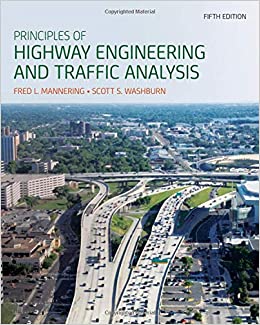 FIFTH EDITION
PRINCIPLES OF
HIGHWAY ENGINEERING
AND TRAFFIC ANALYSIS
FRED L. MANNERING • SCOTT S. WASHBURN